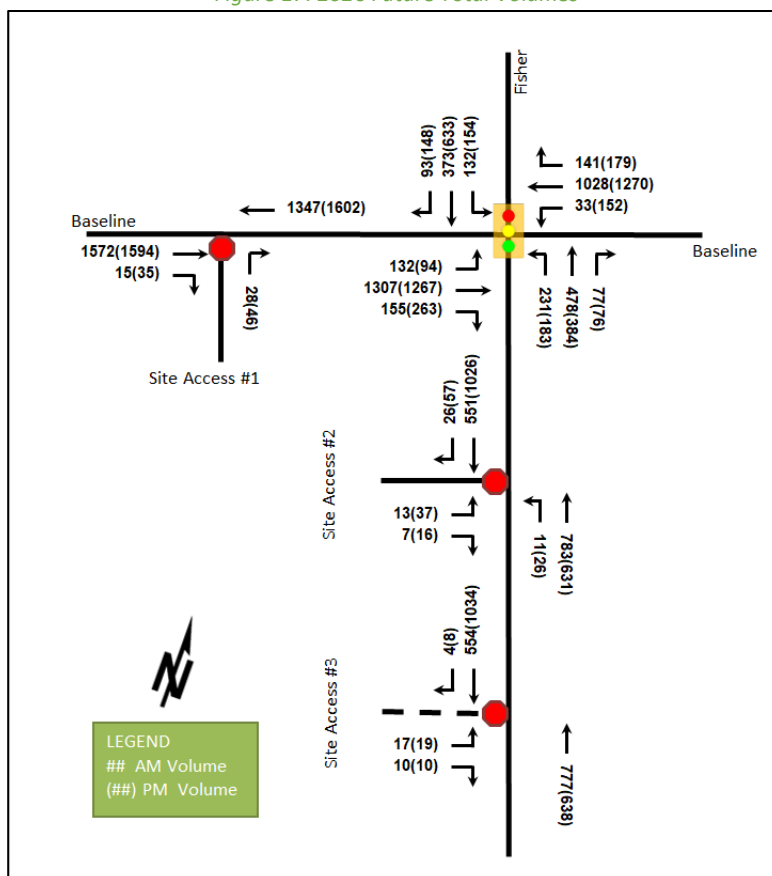 Fisher
93(148)
373(633)
132(154)
141(179)
1028(1270)
33(152)
1347(1602)
Baseline
Baseline
1572(1594)
15(35)
28(46)
132(94)
1307(1267)
155(263)
231(183)
478(384)
77(76)
Site Access #1
26(57)
551(1026)
Site Access #2
13(37)
7(16)
11(26)
783(631)
4(8)
554(1034)
Site Access #3
17(19)
10(10)
777(638)
N
LEGEND
## AM Volume
(##) PM Volume